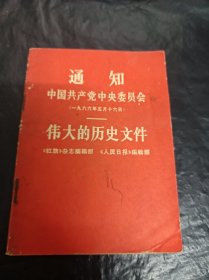 通知
中国共产党中央委员会
（一九六六年五月十六日）
伟大的历史文件
《红旗》杂志编辑部 《人民日报》编辑部